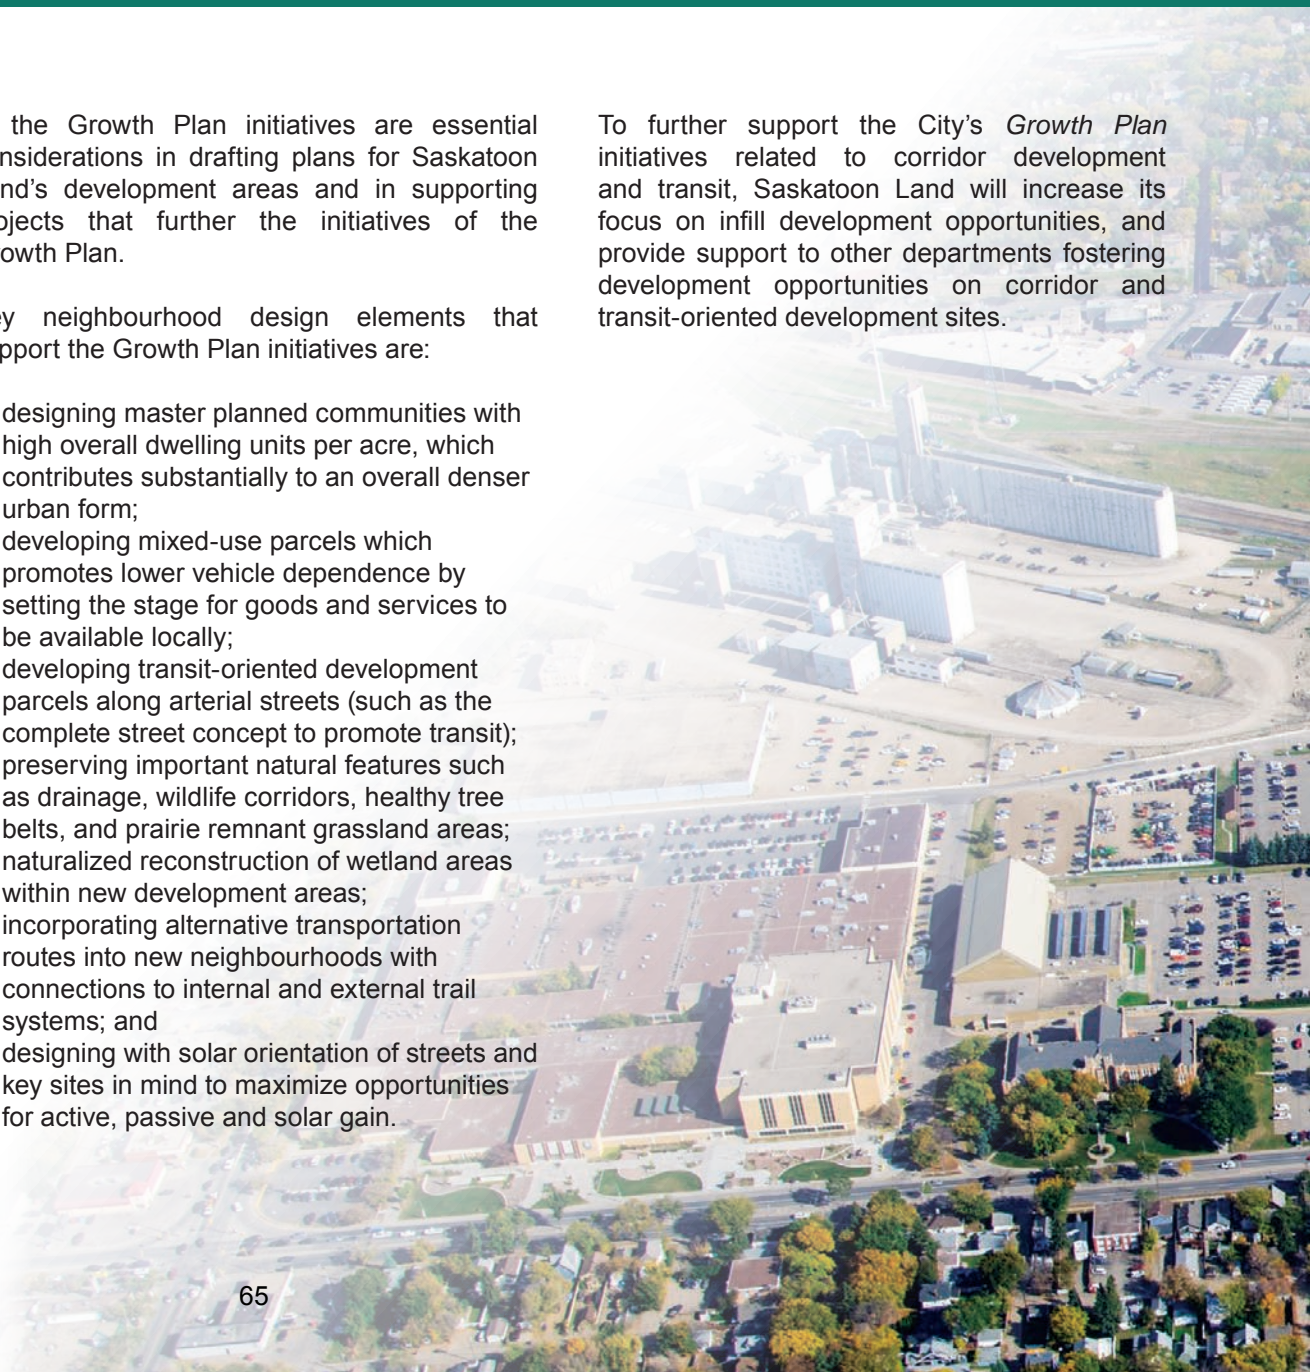 the Growth Plan initiatives are essential
nsiderations in drafting plans for Saskatoon
nd's development areas and in supporting
ojects that further the initiatives of the
owth Plan.
ey neighbourhood design elements that
pport the Growth Plan initiatives are:
designing master planned communities with
high overall dwelling units per acre, which
contributes substantially to an overall denser
urban form;
developing mixed-use parcels which
promotes lower vehicle dependence by
setting the stage for goods and services to
be available locally;
developing transit-oriented development
parcels along arterial streets (such as the
complete street concept to promote transit);
preserving important natural features such
as drainage, wildlife corridors, healthy tree
belts, and prairie remnant grassland areas;
naturalized reconstruction of wetland areas
within new development areas;
incorporating alternative transportation
routes into new neighbourhoods with
connections to internal and external trail
systems; and
designing with solar orientation of streets and
key sites in mind to maximize opportunities
for active, passive and solar gain.
To further support the City's Growth Plan
initiatives related to corridor development
and transit, Saskatoon Land will increase its
focus on infill development opportunities, and
provide support to other departments fostering
development opportunities on corridor and
transit-oriented development sites.
65